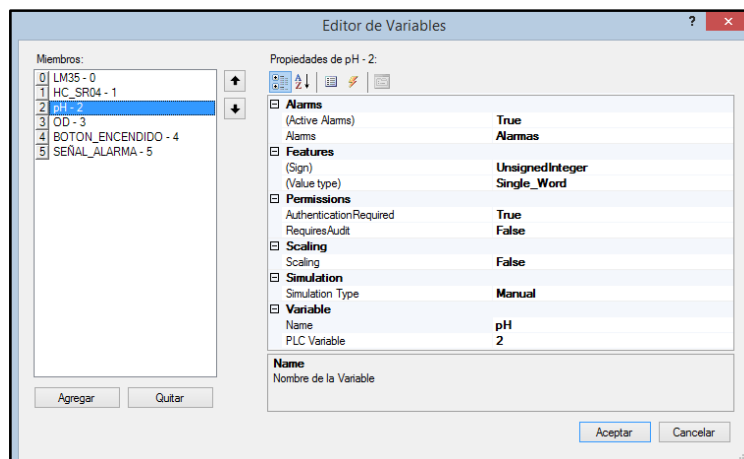 Editor de Variables
? x
Miembros:
0 LM35 - 0
1 HC_SR04 - 1
2 pH - 2
3 OD - 3
4 BOTON_ENCENDIDO - 4
5 SEÑAL_ALARMA - 5
Agregar Quitar
Propiedades de pH - 2:
Alarms
(Active Alarms) True
Alarms Alarmas
Features
(Sign) UnsignedInteger
(Value type) Single_Word
Permissions
AuthenticationRequired True
RequiresAudit False
Scaling
Scaling False
Simulation
Simulation Type Manual
Variable
Name pH
PLC Variable 2
Name
Nombre de la Variable
Aceptar Cancelar